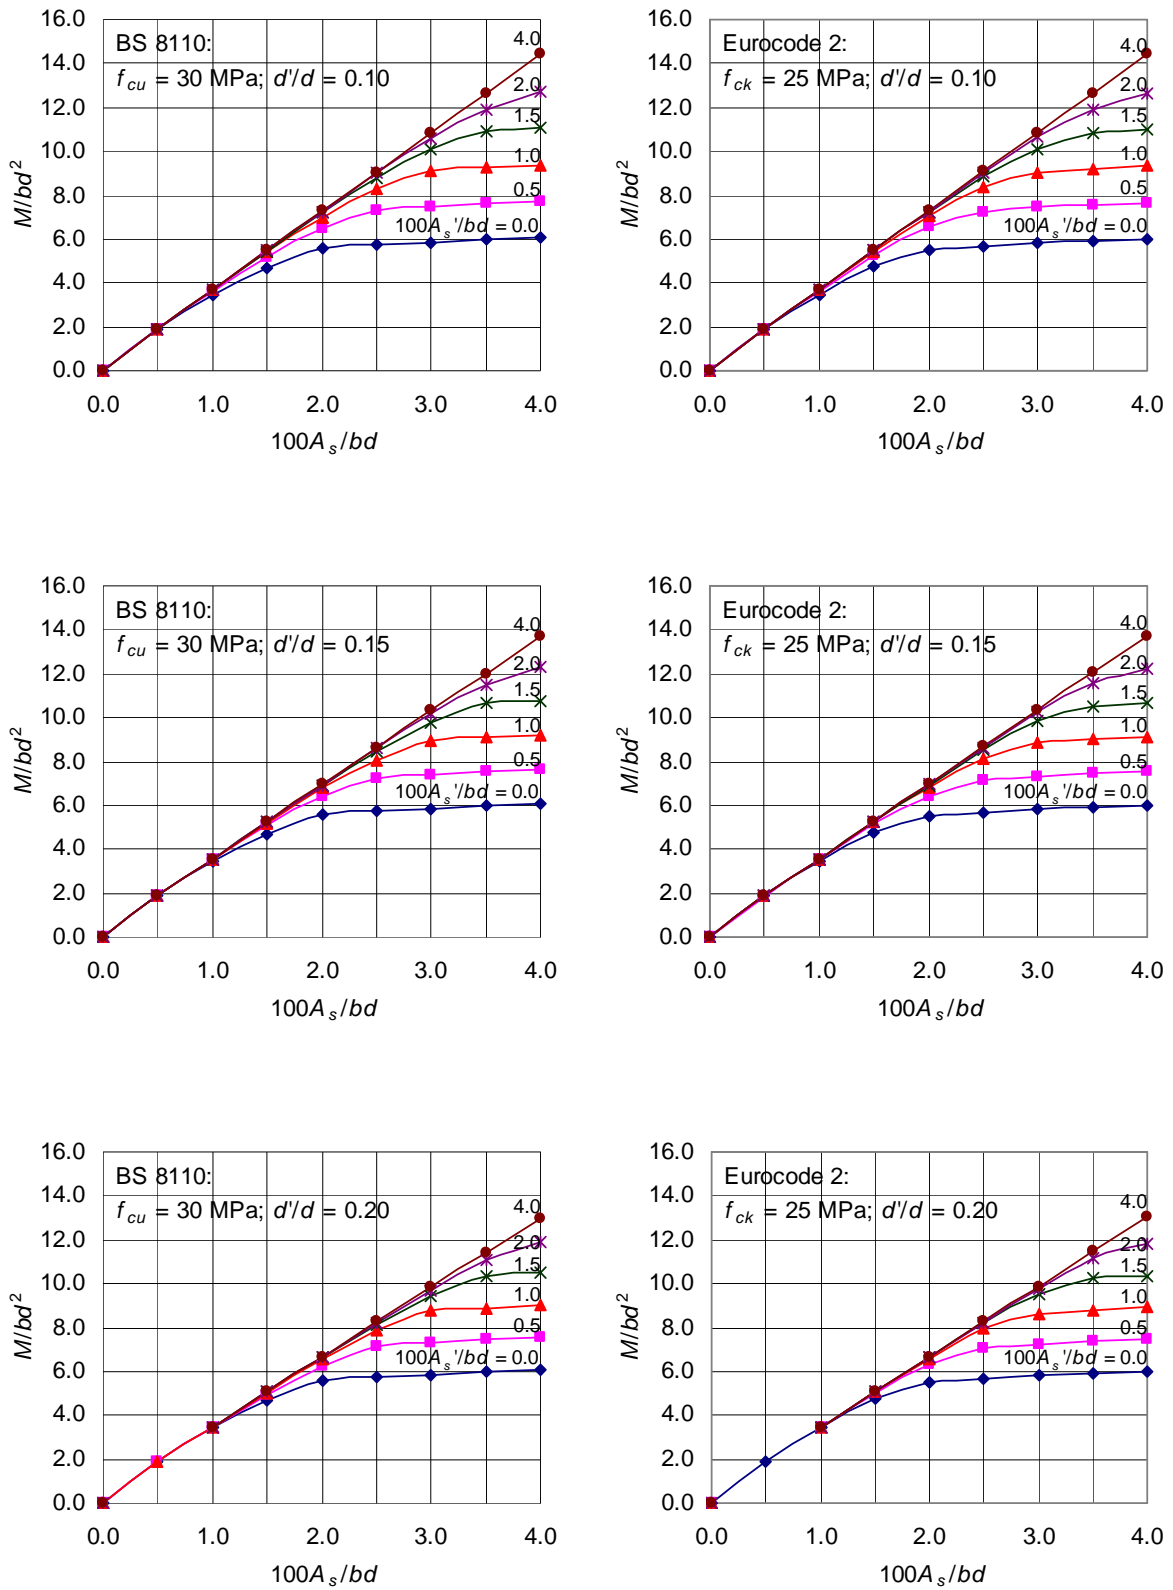 16.0
14.0
12.0
10.0
8.0
6.0
4.0
2.0
0.0
M/bd²
BS 8110:
f cu = 30 MPa; d'/d = 0.10
4.0
2.0
1.5
1.0
0.5
100A s'/bd = 0.0
0.0 1.0 2.0 3.0 4.0
100A s/bd
16.0
14.0
12.0
10.0
8.0
6.0
4.0
2.0
0.0
M/bd²
Eurocode 2:
f ck = 25 MPa; d'/d = 0.10
4.0
2.0
1.5
1.0
0.5
100A s'/bd = 0.0
0.0 1.0 2.0 3.0 4.0
100A s/bd
16.0
14.0
12.0
10.0
8.0
6.0
4.0
2.0
0.0
M/bd²
BS 8110:
f cu = 30 MPa; d'/d = 0.15
4.0
2.0
1.5
1.0
0.5
100A s'/bd = 0.0
0.0 1.0 2.0 3.0 4.0
100A s/bd
16.0
14.0
12.0
10.0
8.0
6.0
4.0
2.0
0.0
M/bd²
Eurocode 2:
f ck = 25 MPa; d'/d = 0.15
4.0
2.0
1.5
1.0
0.5
100A s'/bd = 0.0
0.0 1.0 2.0 3.0 4.0
100A s/bd
16.0
14.0
12.0
10.0
8.0
6.0
4.0
2.0
0.0
M/bd²
BS 8110:
f cu = 30 MPa; d'/d = 0.20
4.0
2.0
1.5
1.0
0.5
100A s'/bd = 0.0
0.0 1.0 2.0 3.0 4.0
100A s/bd
16.0
14.0
12.0
10.0
8.0
6.0
4.0
2.0
0.0
M/bd²
Eurocode 2:
f ck = 25 MPa; d'/d = 0.20
4.0
2.0
1.5
1.0
0.5
100A s'/bd = 0.0
0.0 1.0 2.0 3.0 4.0
100A s/bd